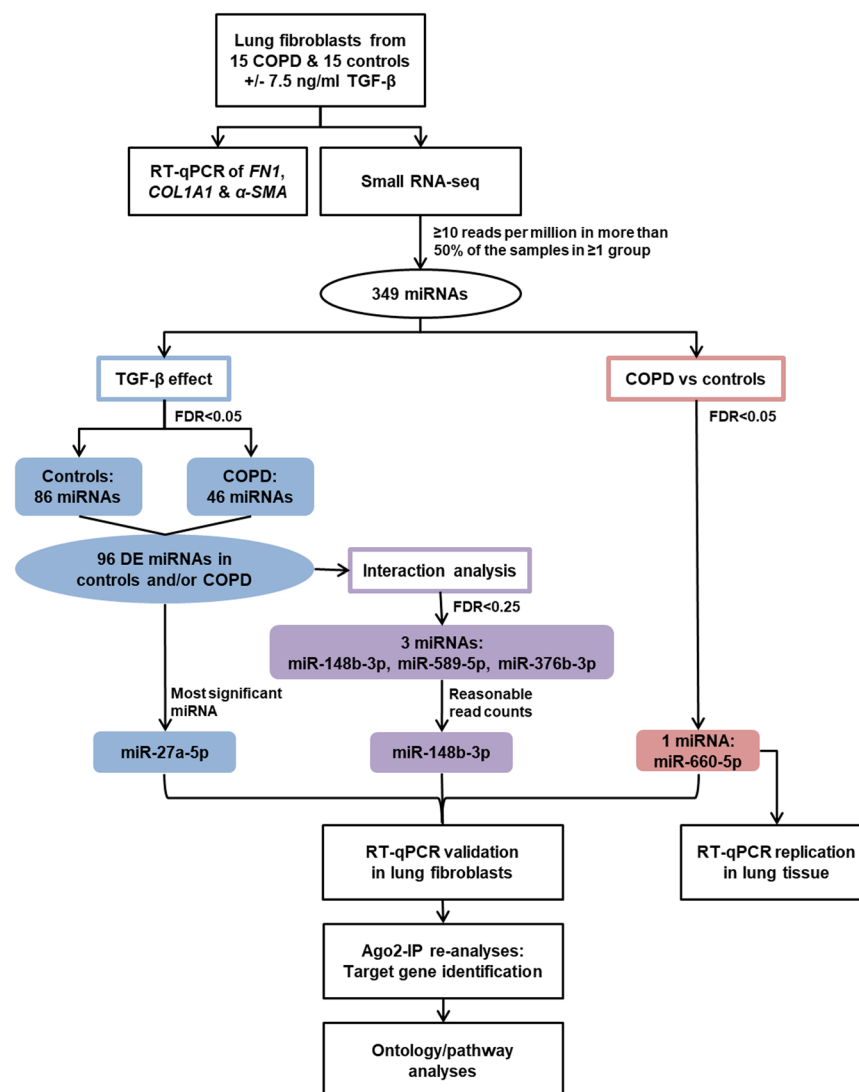 Lung fibroblasts from
15 COPD & 15 controls
+/- 7.5 ng/ml TGF-β
RT-qPCR of FN1,
COL1A1 & α-SMA
Small RNA-seq
≥10 reads per million in more than
50% of the samples in ≥1 group
349 miRNAs
TGF-β effect
COPD vs controls
FDR<0.05
FDR<0.05
Controls:
86 miRNAs
COPD:
46 miRNAs
96 DE miRNAs in
controls and/or COPD
Interaction analysis
FDR<0.25
3 miRNAs:
miR-148b-3p, miR-589-5p, miR-376b-3p
Most significant
miRNA
Reasonable
read counts
miR-27a-5p
miR-148b-3p
1 miRNA:
miR-660-5p
RT-qPCR validation
in lung fibroblasts
RT-qPCR replication
in lung tissue
Ago2-IP re-analyses:
Target gene identification
Ontology/pathway
analyses